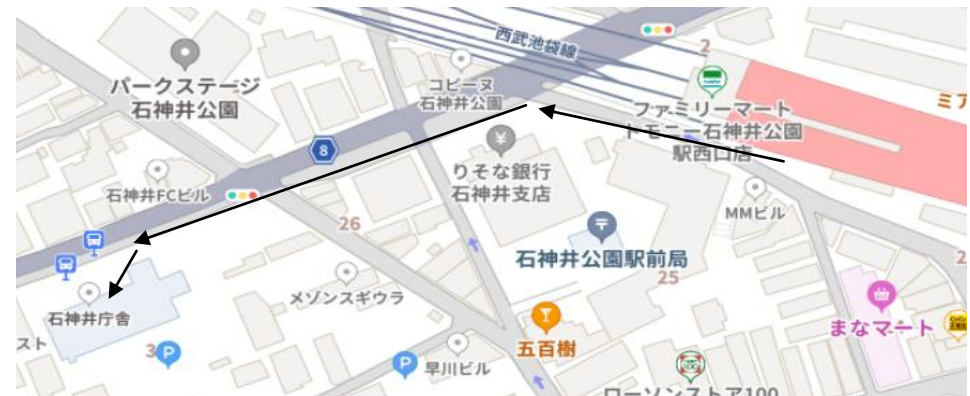 西武池袋線
2
パークステージ
石神井公園
コピーヌ
石神井公園
ファミリーマート
トモニー石神井公園
駅西口店
ミア
8
りそな銀行
石神井支店
石神井FCビル
26
MMビル
石神井公園駅前局
25
2
メゾンスギウラ
石神井庁舎
スト
3
P
五百樹
まなマート
P
早川ビル
ローソンストア100